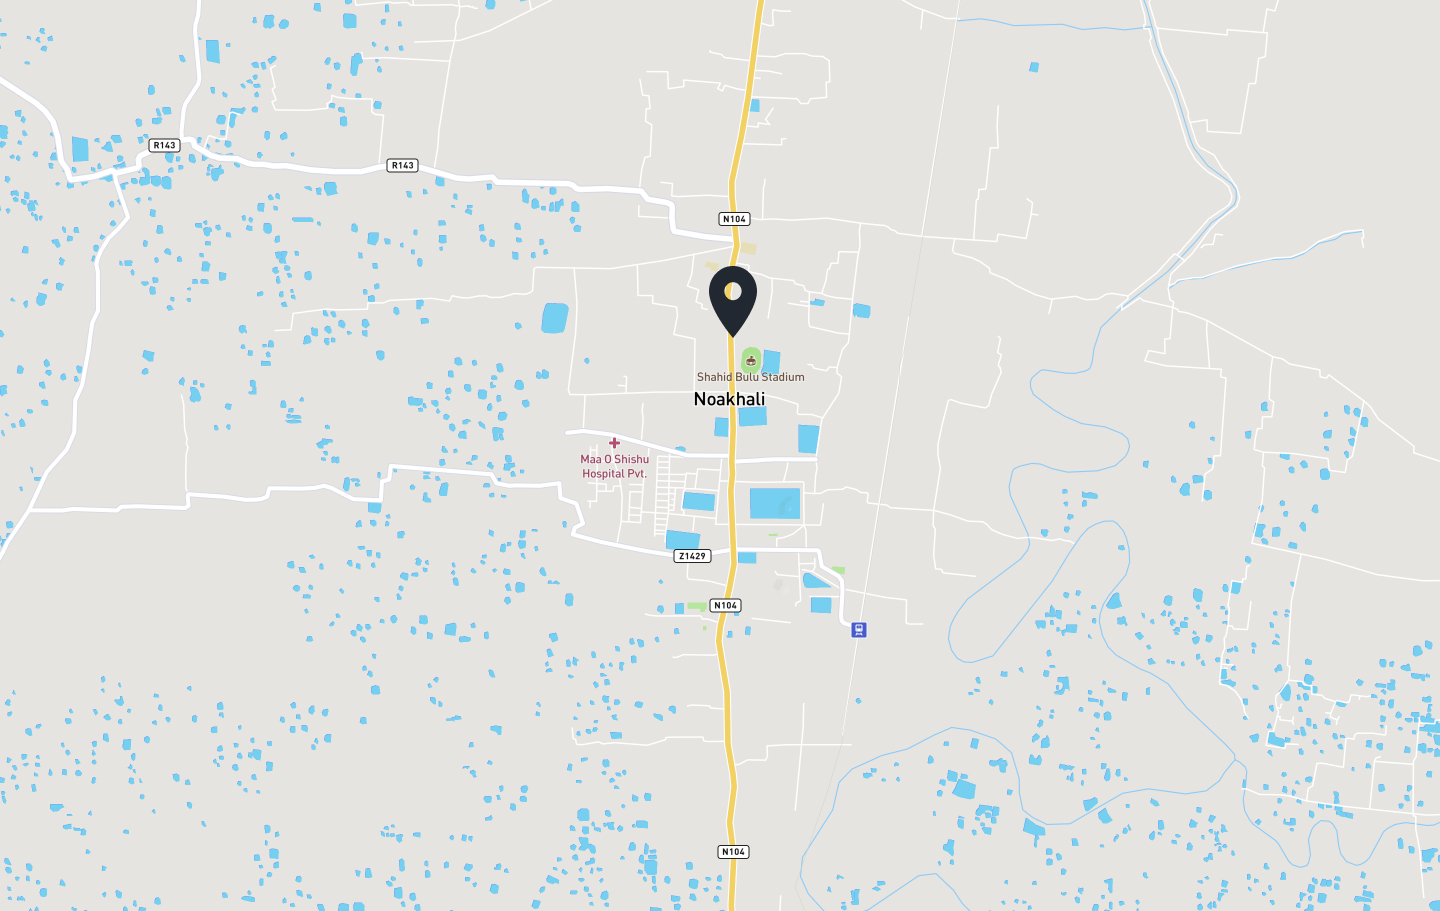 R143
R143
N104
Shahid Bulu Stadium
Noakhali
Maa O Shishu
Hospital Pvt.
Z1429
N104
N104